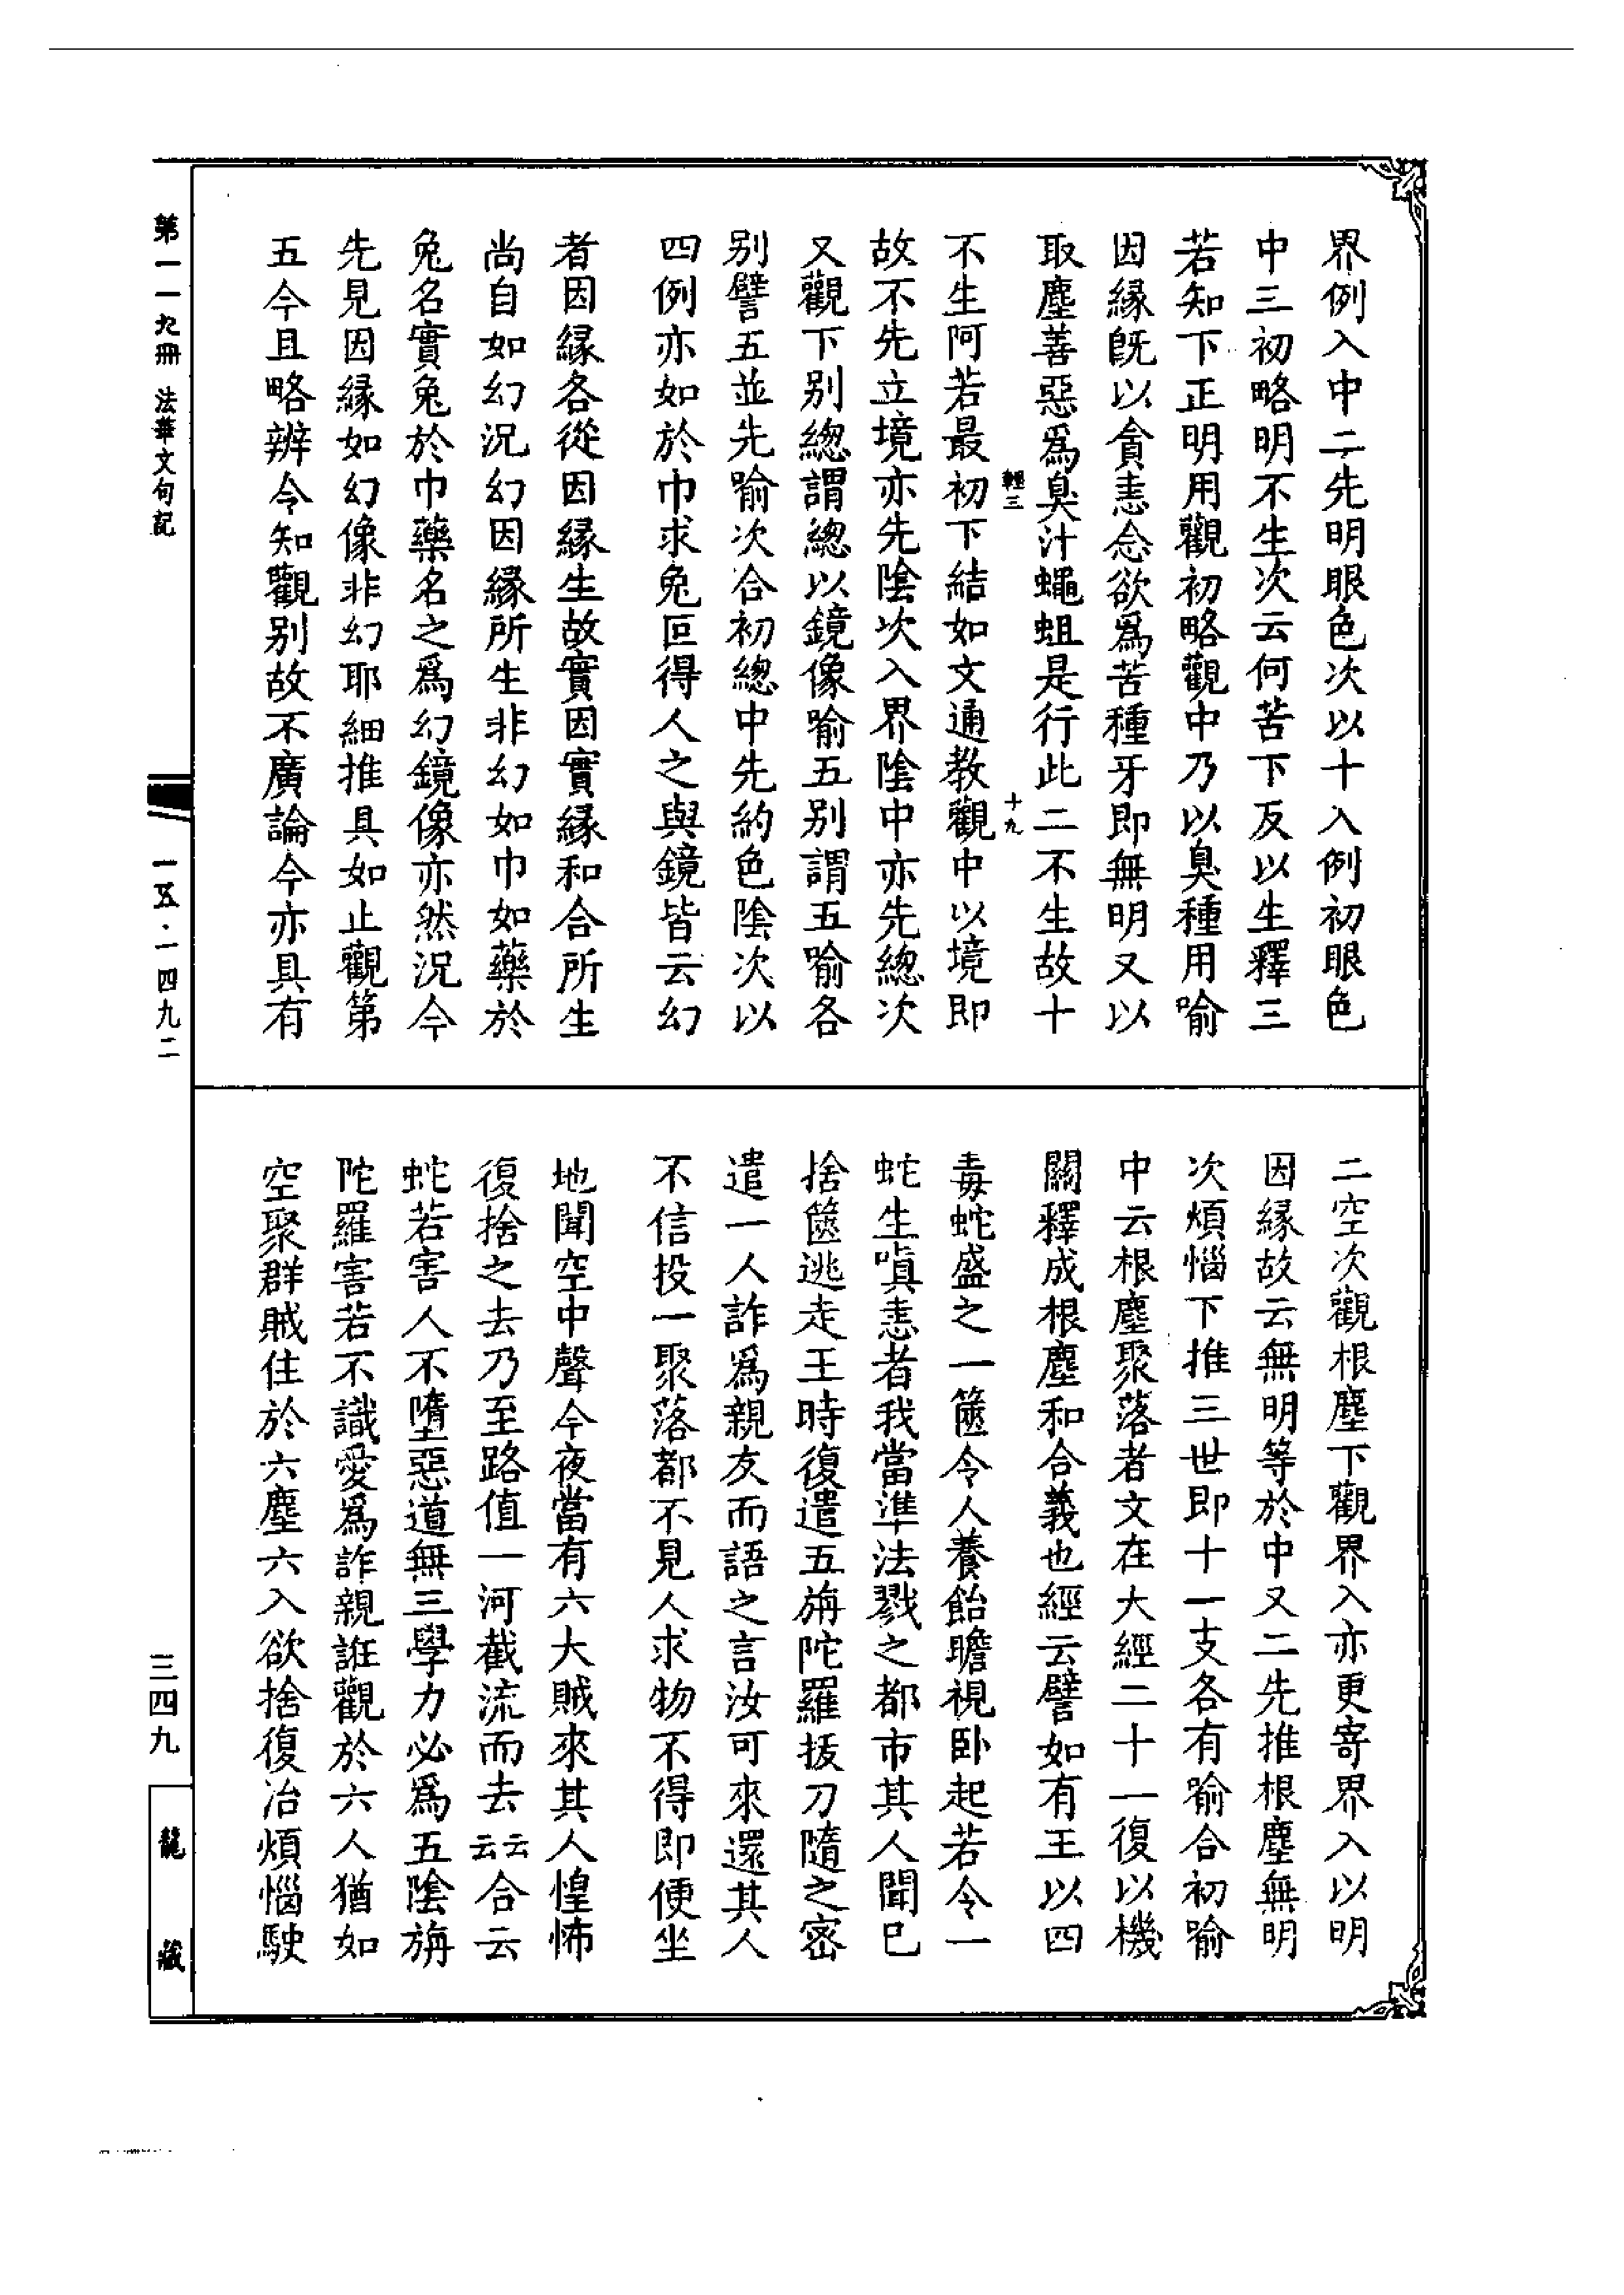 界例入中二先明眼色次以十入例初眼色
中三初略明不生次云何苦下反以生釋三
若知下正明用觀初略觀中乃以臭種用喻
因緣旣以貪恚念欲爲苦種牙即無明又以
取塵善惡爲臭汁蠅蛆是行此二不生故十
輕三
十九
不生阿若最初下結如文通教觀中以境即
故不先立境亦先陰次入界陰中亦先總次
又觀下別總謂總以鏡像喻五別謂五喻各
別譬五並先喻次合初總中先約色陰次以
四例亦如於巾求兔叵得人之與鏡皆云幻
者因緣各從因緣生故實因實緣和合所生
尚自如幻況幻因緣所生非幻如巾如藥於
兔名實兔於巾藥名之爲幻鏡像亦然況今
先見因緣如幻像非幻耶細推具如止觀第
五今且略辨今知觀別故不廣論今亦具有
二空次觀根塵下觀界入亦更寄界入以明
因緣故云無明等於中又二先推根塵無明
次煩惱下推三世即十一支各有喻合初喻
中云根塵聚落者文在大經二十一復以機
關釋成根塵和合義也經云譬如有王以四
毒蛇盛之一篋令人養飴瞻視臥起若令一
蛇生嗔恚者我當準法戮之都市其人聞已
捨篋逃走王時復遣五旃陀羅拔刀隨之密
遣一人詐爲親友而語之言汝可來還其人
不信投一聚落都不見人求物不得即便坐
地聞空中聲今夜當有六大賊來其人惶怖
復捨之去乃至路值一河截流而去云云合云
蛇若害人不墮惡道無三學力必爲五陰旃
陀羅害若不識愛爲詐親誑觀於六人猶如
空聚群賊住於六塵六入欲捨復冶煩惱駛
第一一九冊 法華文句記
一五·一四九二
三四九
龍藏